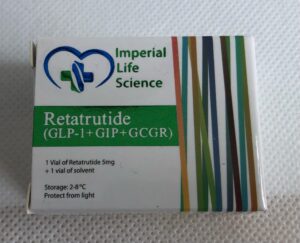 Imperial
Life
Science
Retatrutide
(GLP-1+GIP+GCGR)
1 Vial of Retatrutide 5mg
+ 1 vial of solvent
Storage: 2-8°C
Protect from light